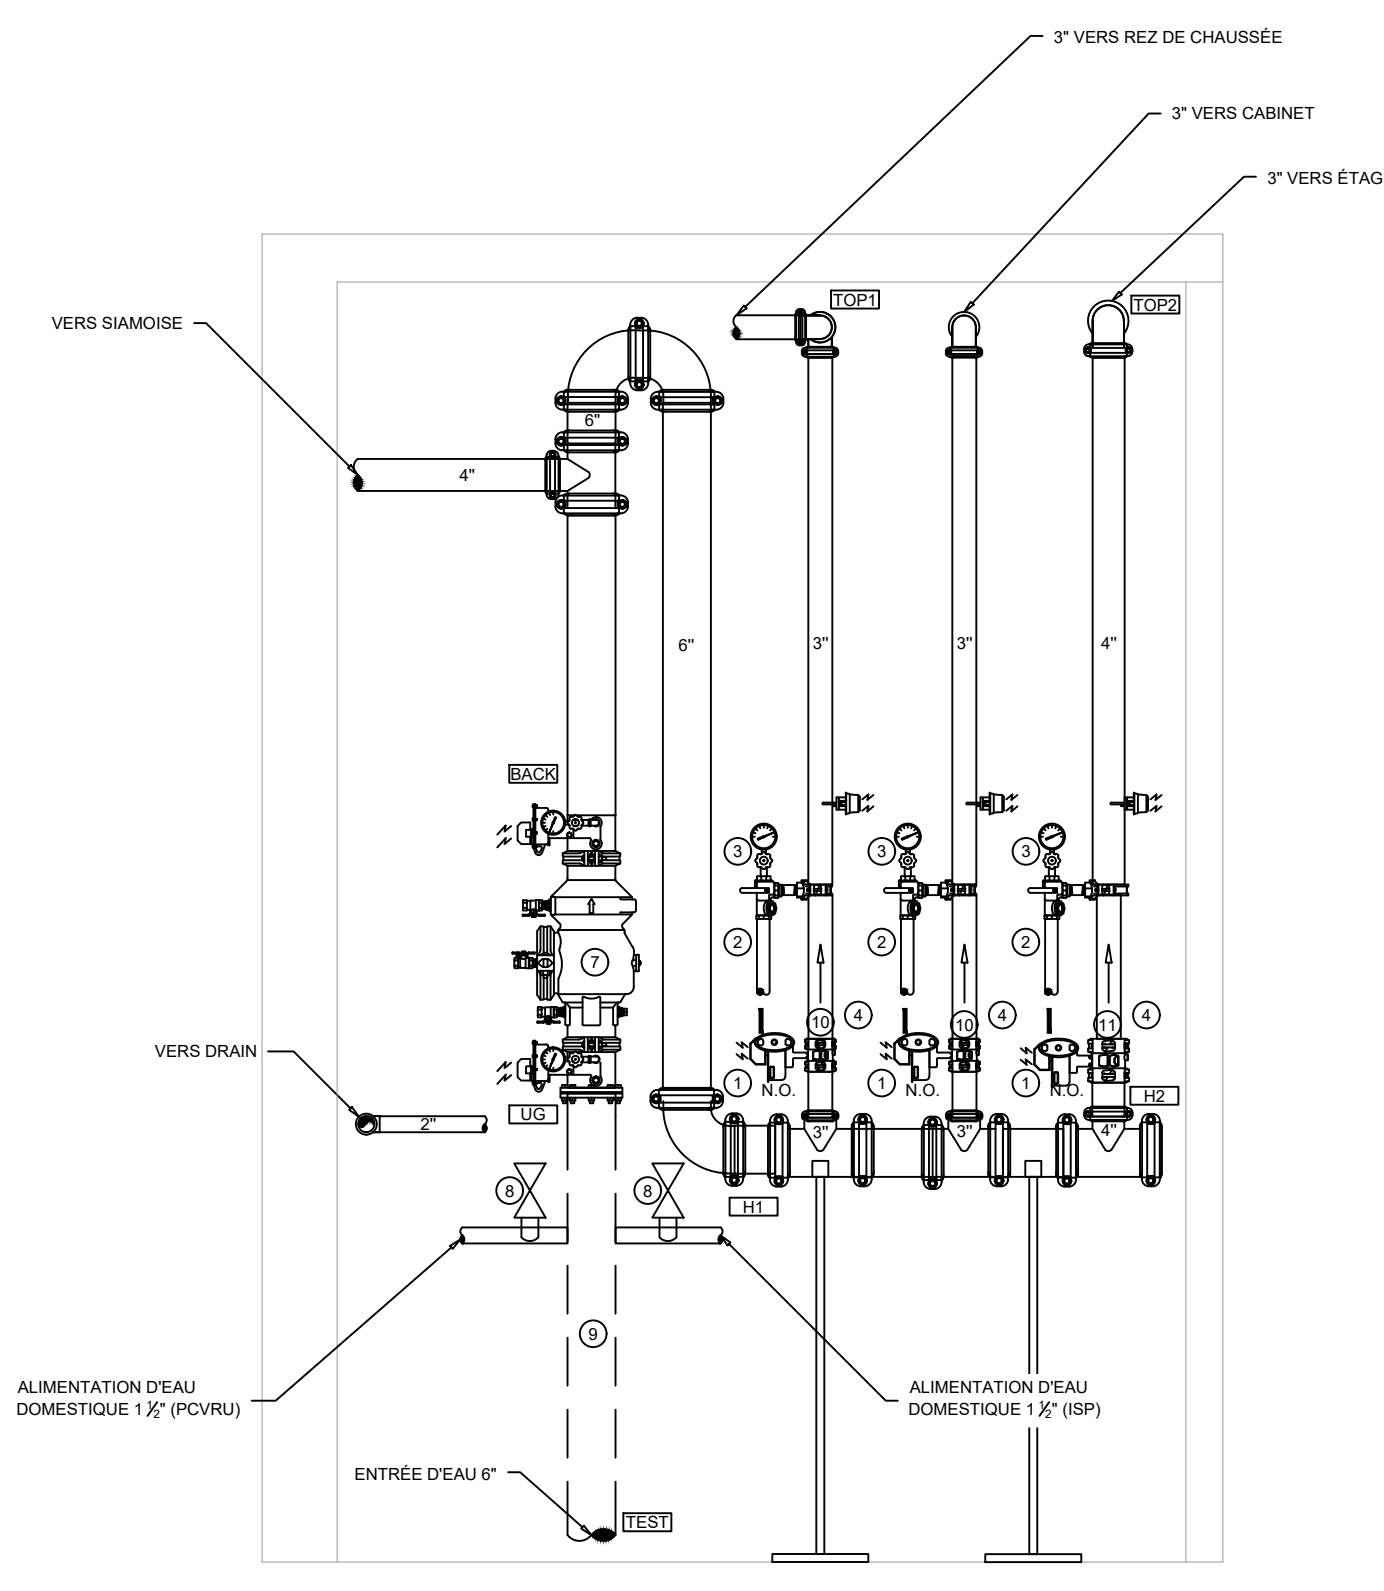 3" VERS REZ DE CHAUSSÉE
3" VERS CABINET
3" VERS ÉTAG
TOP1
TOP2
VERS SIAMOISE
6"
4"
6"
3"
3"
4"
BACK
3
3
3
2
2
2
7
10
4
10
4
11
4
VERS DRAIN
1
N.O.
1
N.O.
1
N.O.
H2
UG
2"
3"
3"
4"
8
8
H1
9
ALIMENTATION D'EAU
DOMESTIQUE 1 ½" (PCVRU)
ALIMENTATION D'EAU
DOMESTIQUE 1 ½" (ISP)
ENTRÉE D'EAU 6"
TEST